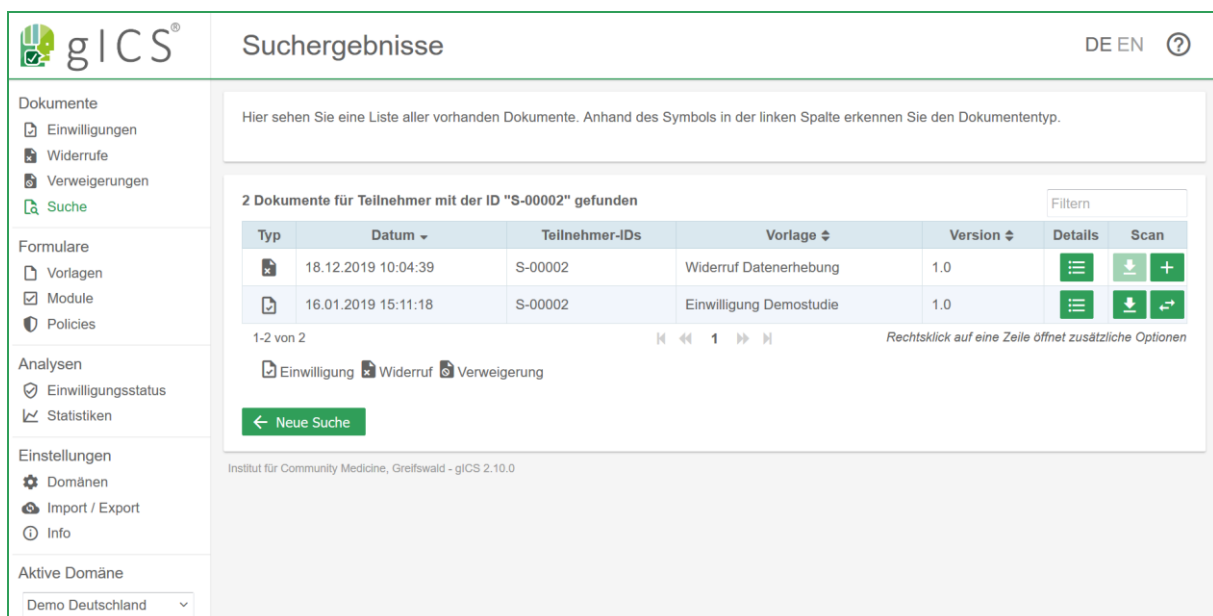 gICS®
Suchergebnisse
DE EN
Dokumente
Einwilligungen
Widerrufe
Verweigerungen
Suche
Formulare
Vorlagen
Module
Policies
Analysen
Einwilligungsstatus
Statistiken
Einstellungen
Domänen
Import / Export
Info
Aktive Domäne
Demo Deutschland
Hier sehen Sie eine Liste aller vorhanden Dokumente. Anhand des Symbols in der linken Spalte erkennen Sie den Dokumententyp.
2 Dokumente für Teilnehmer mit der ID "S-00002" gefunden
Filtern
Typ Datum Teilnehmer-IDs Vorlage Version Details Scan
18.12.2019 10:04:39 S-00002 Widerruf Datenerhebung 1.0
16.01.2019 15:11:18 S-00002 Einwilligung Demostudie 1.0
1-2 von 2 1 Rechtsklick auf eine Zeile öffnet zusätzliche Optionen
Einwilligung Widerruf Verweigerung
Neue Suche
Institut für Community Medicine, Greifswald - gICS 2.10.0